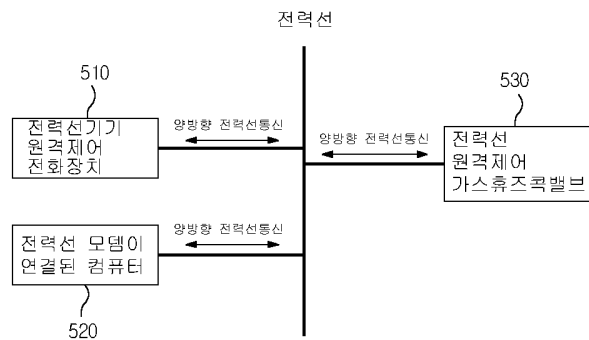 전력선
510
전력선기기
원격제어
전화장치
양방향 전력선통신
양방향 전력선통신
530
전력선
원격제어
가스휴즈콕밸브
양방향 전력선통신
전력선 모뎀이
연결된 컴퓨터
520